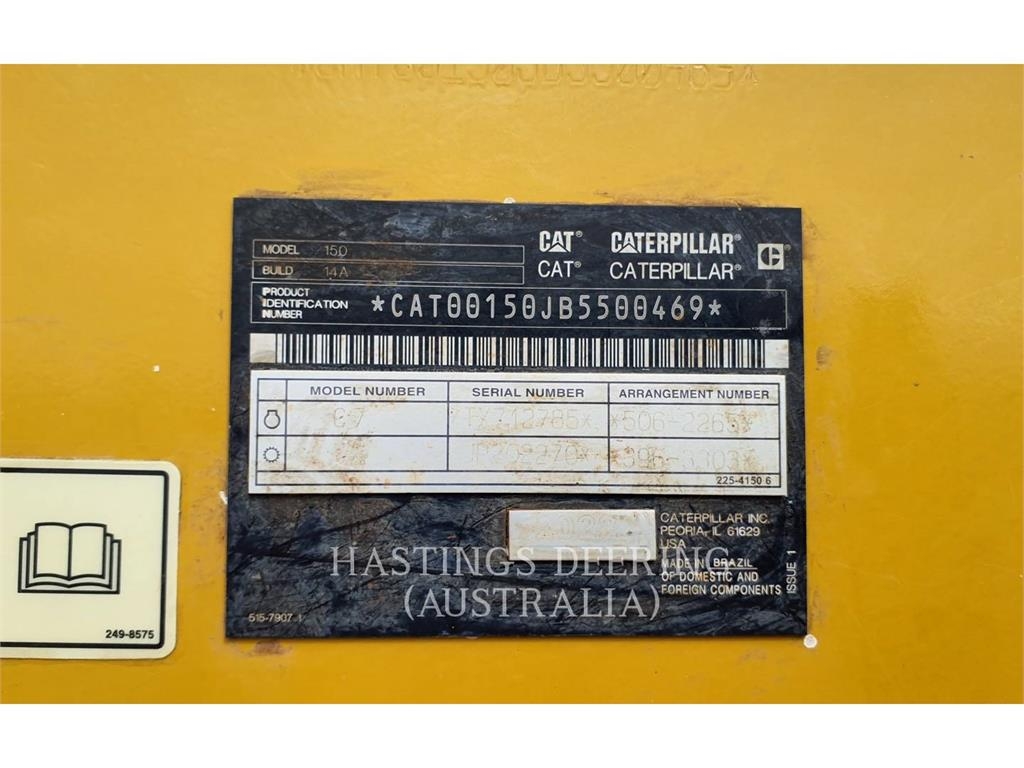 MODEL 150
BUILD 14A
CAT® CATERPILLAR®
CAT® CATERPILLAR®
PRODUCT
IDENTIFICATION
NUMBER
*CAT00150JB5500469*
MODEL NUMBER SERIAL NUMBER ARRANGEMENT NUMBER
C7
225-4150 6
CATERPILLAR INC.
PEORIA, IL 61629
USA
MADE IN BRAZIL
OF DOMESTIC AND
FOREIGN COMPONENTS
ISSUE 1
515-7907 1
HASTINGS DEERING
(AUSTRALIA)
249-8575